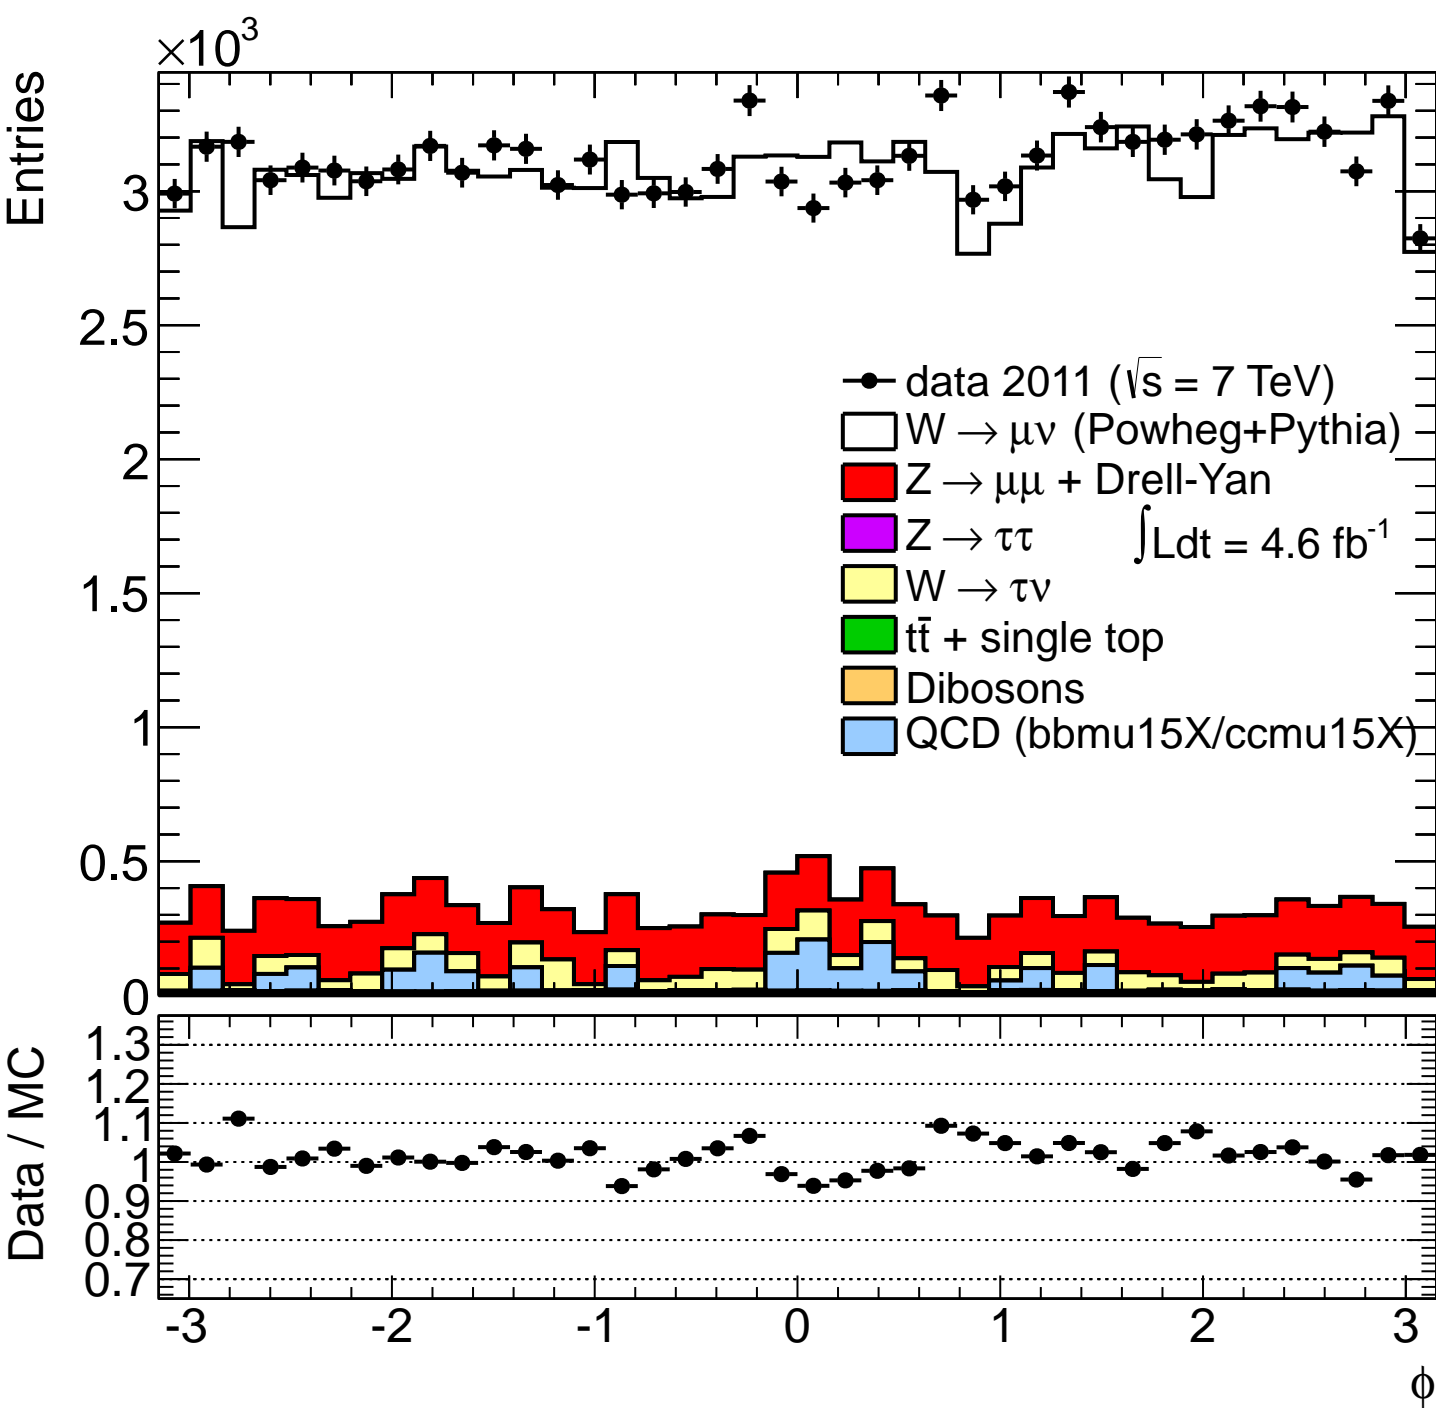 ×10³
Entries
3
2.5
2
1.5
1
0.5
0
data 2011 (√s = 7 TeV)
W → μν (Powheg+Pythia)
Z → μμ + Drell-Yan
Z → ττ
∫Ldt = 4.6 fb⁻¹
W → τν
tt̄ + single top
Dibosons
QCD (bbmu15X/ccmu15X)
Data / MC
1.3
1.2
1.1
1
0.9
0.8
0.7
-3 -2 -1 0 1 2 3
ϕ